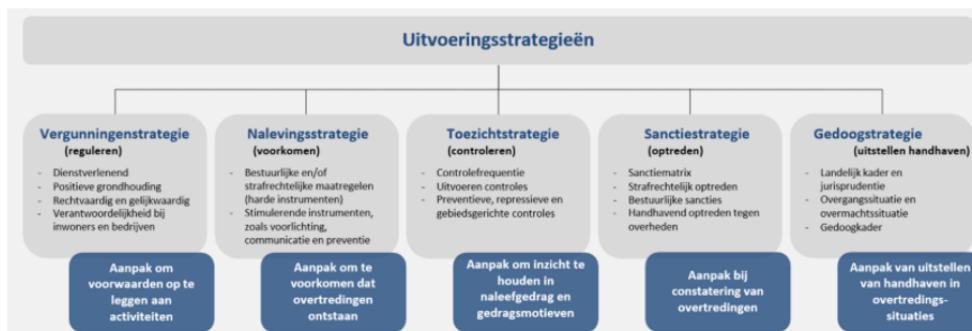 Uitvoeringsstrategieën
Vergunningenstrategie
(reguleren)
- Dienstverlenend
- Positieve grondhouding
- Rechtvaardig en gelijkwaardig
- Verantwoordelijkheid bij
inwoners en bedrijven
Aanpak om
voorwaarden op te
leggen aan
activiteiten
Nalevingsstrategie
(voorkomen)
- Bestuurlijke en/of
strafrechtelijke maatregelen
(harde instrumenten)
- Stimulerende instrumenten,
zoals voorlichting,
communicatie en preventie
Aanpak om te
voorkomen dat
overtredingen
ontstaan
Toezichtstrategie
(controleren)
- Controlefrequentie
- Uitvoeren controles
- Preventieve, repressieve en
gebiedsgerichte controles
Aanpak om inzicht te
houden in
naleefgedrag en
gedragsmotieven
Sanctiestrategie
(optreden)
- Sanctiematrix
- Strafrechtelijk optreden
- Bestuurlijke sancties
- Handhavend optreden tegen
overheden
Aanpak bij
constatering van
overtredingen
Gedoogstrategie
(uitstellen handhaven)
- Landelijk kader en
jurisprudentie
- Overgangssituatie en
overmachtssituatie
- Gedoogkader
Aanpak van uitstellen
van handhaven in
overtredings-
situaties